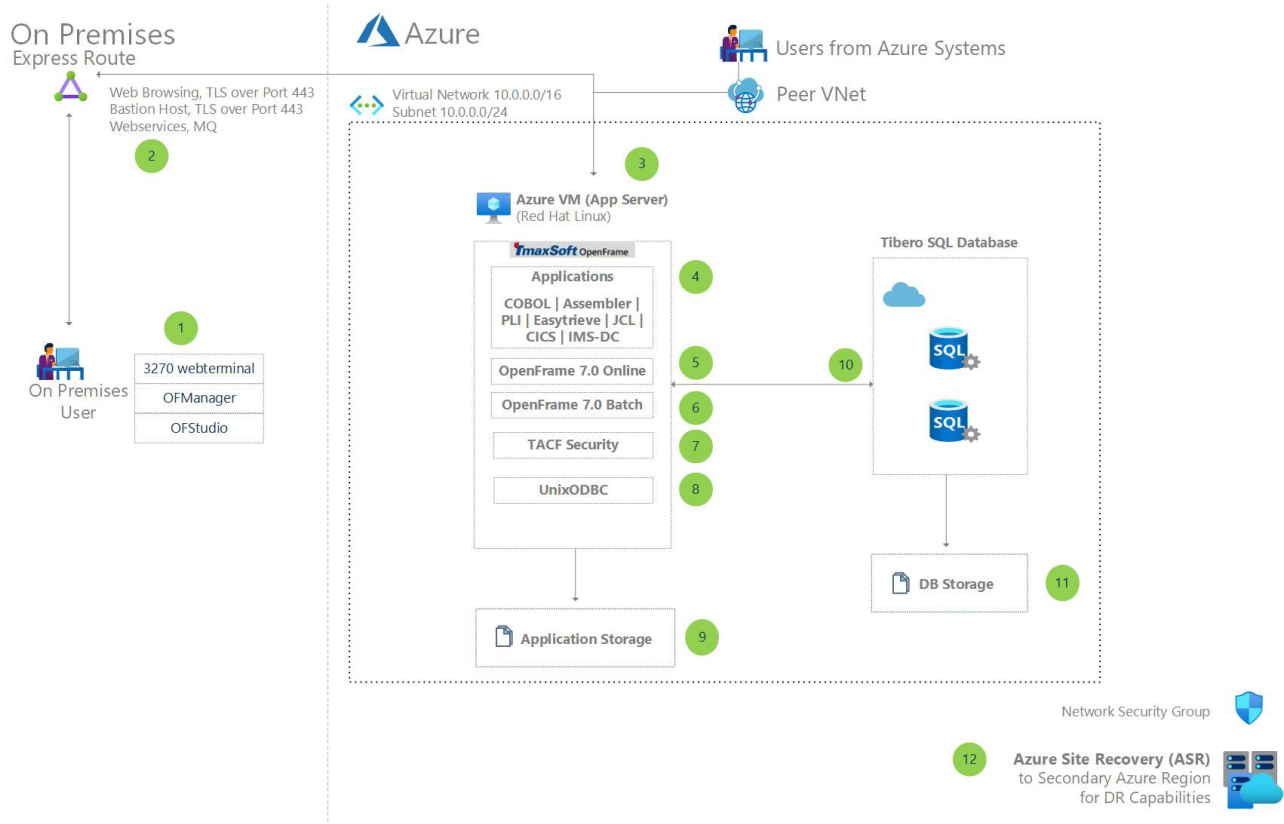 On Premises
Express Route
Web Browsing, TLS over Port 443
Bastion Host, TLS over Port 443
Webservices, MQ
2
1
3270 webterminal
OFManager
OFStudio
On Premises
User
Azure
Users from Azure Systems
Peer VNet
Virtual Network 10.0.0.0/16
Subnet 10.0.0.0/24
3
Azure VM (App Server)
(Red Hat Linux)
TmaxSoft OpenFrame
Applications
COBOL | Assembler |
PLI | Easytrieve | JCL |
CICS | IMS-DC
4
OpenFrame 7.0 Online
5
OpenFrame 7.0 Batch
6
TACF Security
7
UnixODBC
8
Application Storage
9
10
Tibero SQL Database
SQL
SQL
DB Storage
11
Network Security Group
12
Azure Site Recovery (ASR)
to Secondary Azure Region
for DR Capabilities